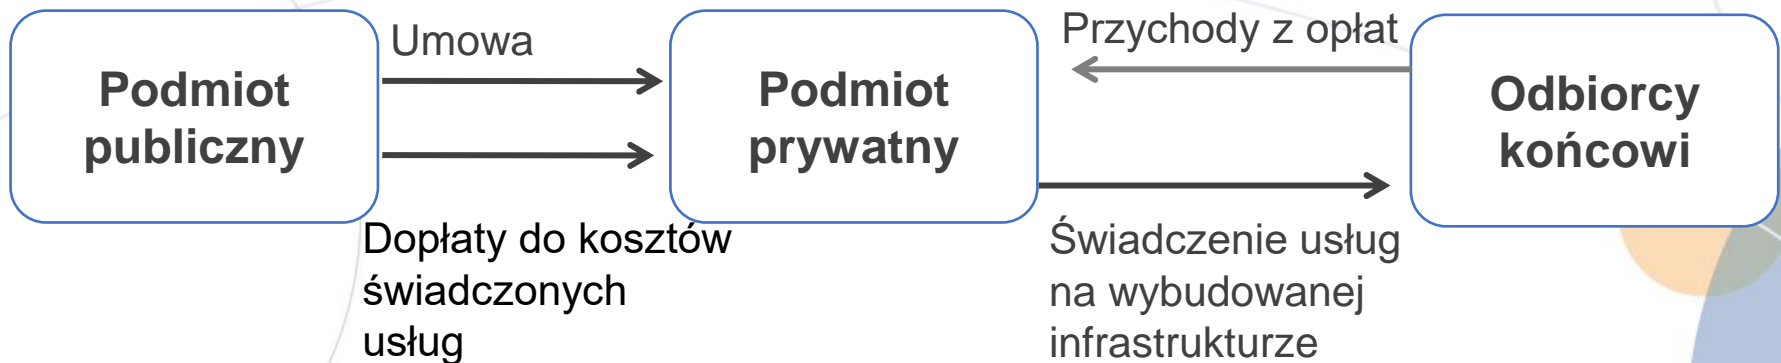 Podmiot
publiczny
Umowa
Dopłaty do kosztów
świadczonych
usług
Podmiot
prywatny
Przychody z opłat
Świadczenie usług
na wybudowanej
infrastrukturze
Odbiorcy
końcowi